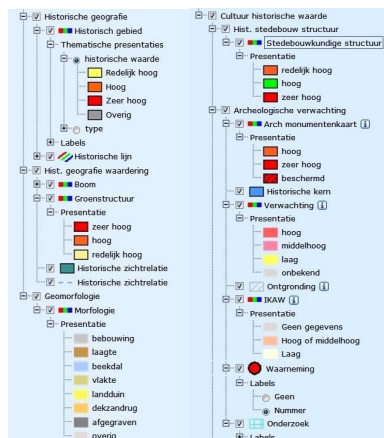 Historische geografie
Historisch gebied
Thematische presentaties
historische waarde
Redelijk hoog
Hoog
Zeer hoog
Overig
type
Labels
Historische lijn
Hist. geografie waardering
Boom
Groenstructuur
Presentatie
zeer hoog
hoog
redelijk hoog
Historische zichtrelatie
Historische zichtrelatie
Geomorfologie
Morfologie
Presentatie
bebouwing
laagte
beekdal
vlakte
landduin
dekzandrug
afgegraven
overig
Cultuur historische waarde
Hist. stedebouw structuur
Stedebouwkundige structuur
Presentatie
redelijk hoog
hoog
zeer hoog
Archeologische verwachting
Arch monumentenkaart
Presentatie
hoog
zeer hoog
beschermd
Historische kern
Verwachting
Presentatie
hoog
middelhoog
laag
onbekend
Ontgronding
IKAW
Presentatie
Geen gegevens
Hoog of middelhoog
Laag
Waarneming
Labels
Geen
Nummer
Onderzoek
Labels